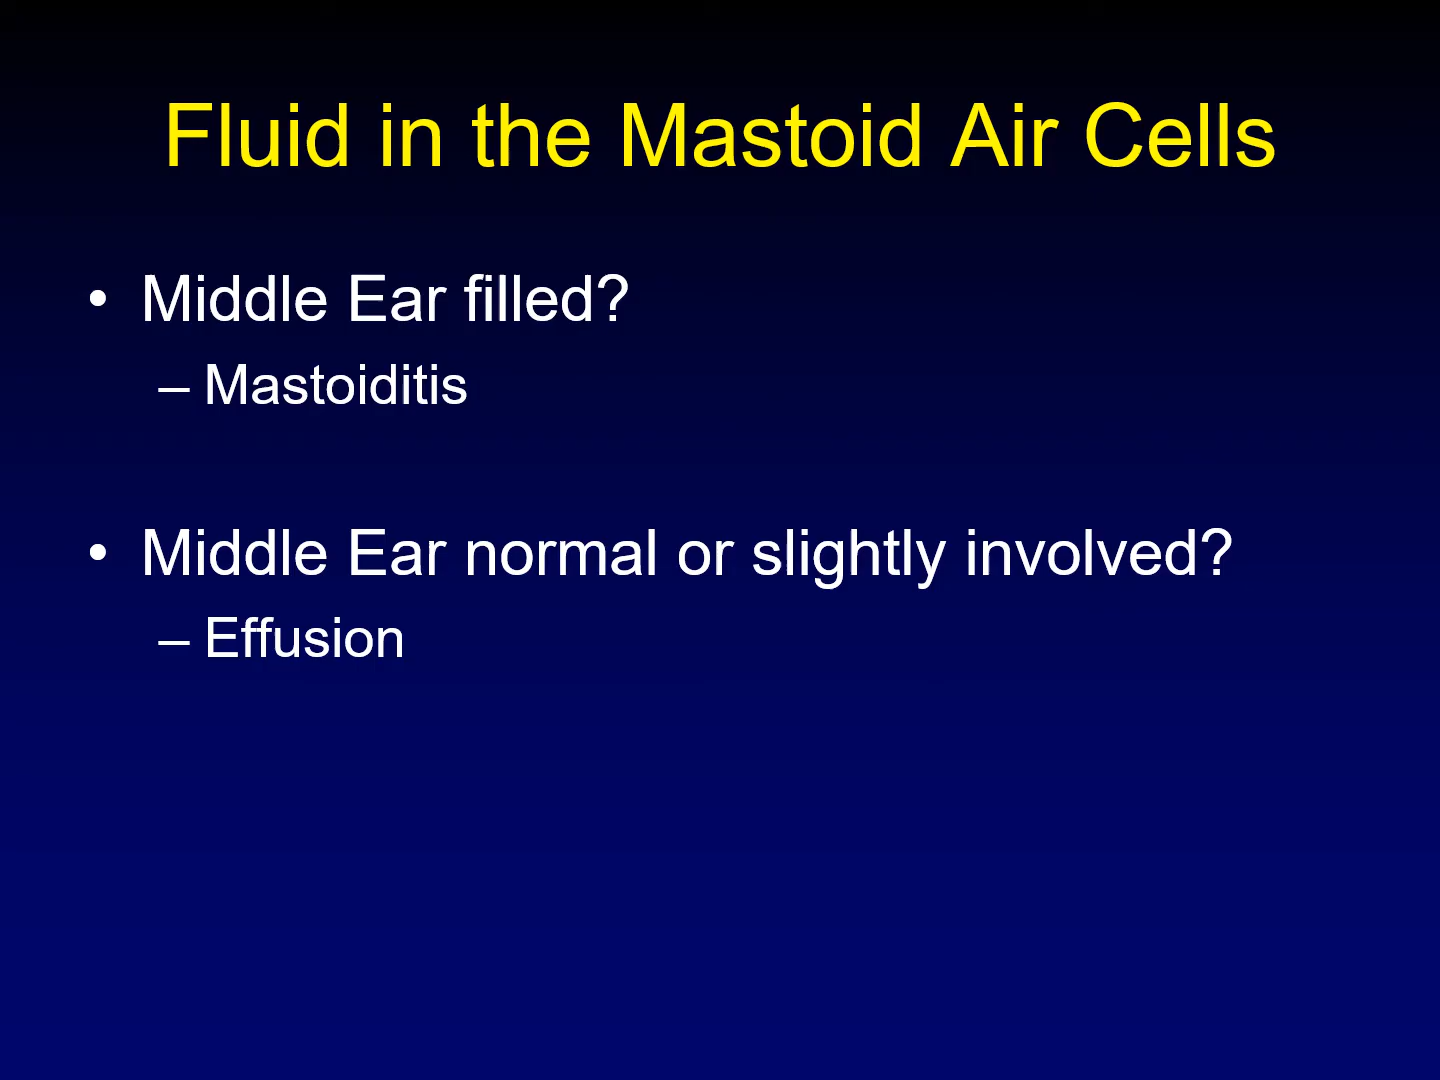 Fluid in the Mastoid Air Cells
• Middle Ear filled?
– Mastoiditis
• Middle Ear normal or slightly involved?
– Effusion